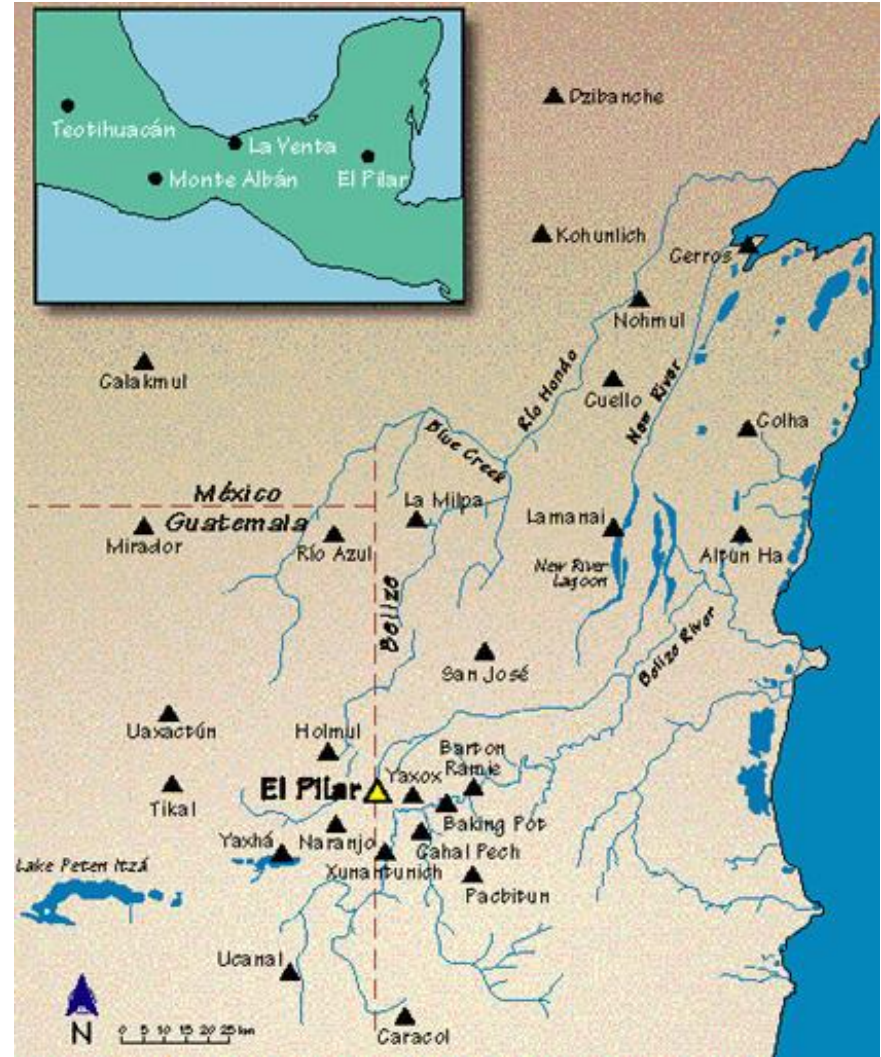 Teotihuacán
La Venta
Monte Albán
El Pilar
Dzibanche
Kohunlich
Cerros
Nohmul
Río Hondo
New River
Calakmul
Cuello
Colha
Blue Creek
México
Guatemala
La Milpa
Lamanai
Mirador
Río Azul
New River
Lagoon
Altún Ha
Belize
San José
Belize River
Uaxactún
Holmul
Barton
Ramie
El Pilar
Yaxox
Tikal
Baking Pot
Yaxhá
Naranjo
Cahal Pech
Xunantunich
Lake Peten Itzá
Pacbitun
Ucanal
N
0 5 10 15 20 25 km
Caracol